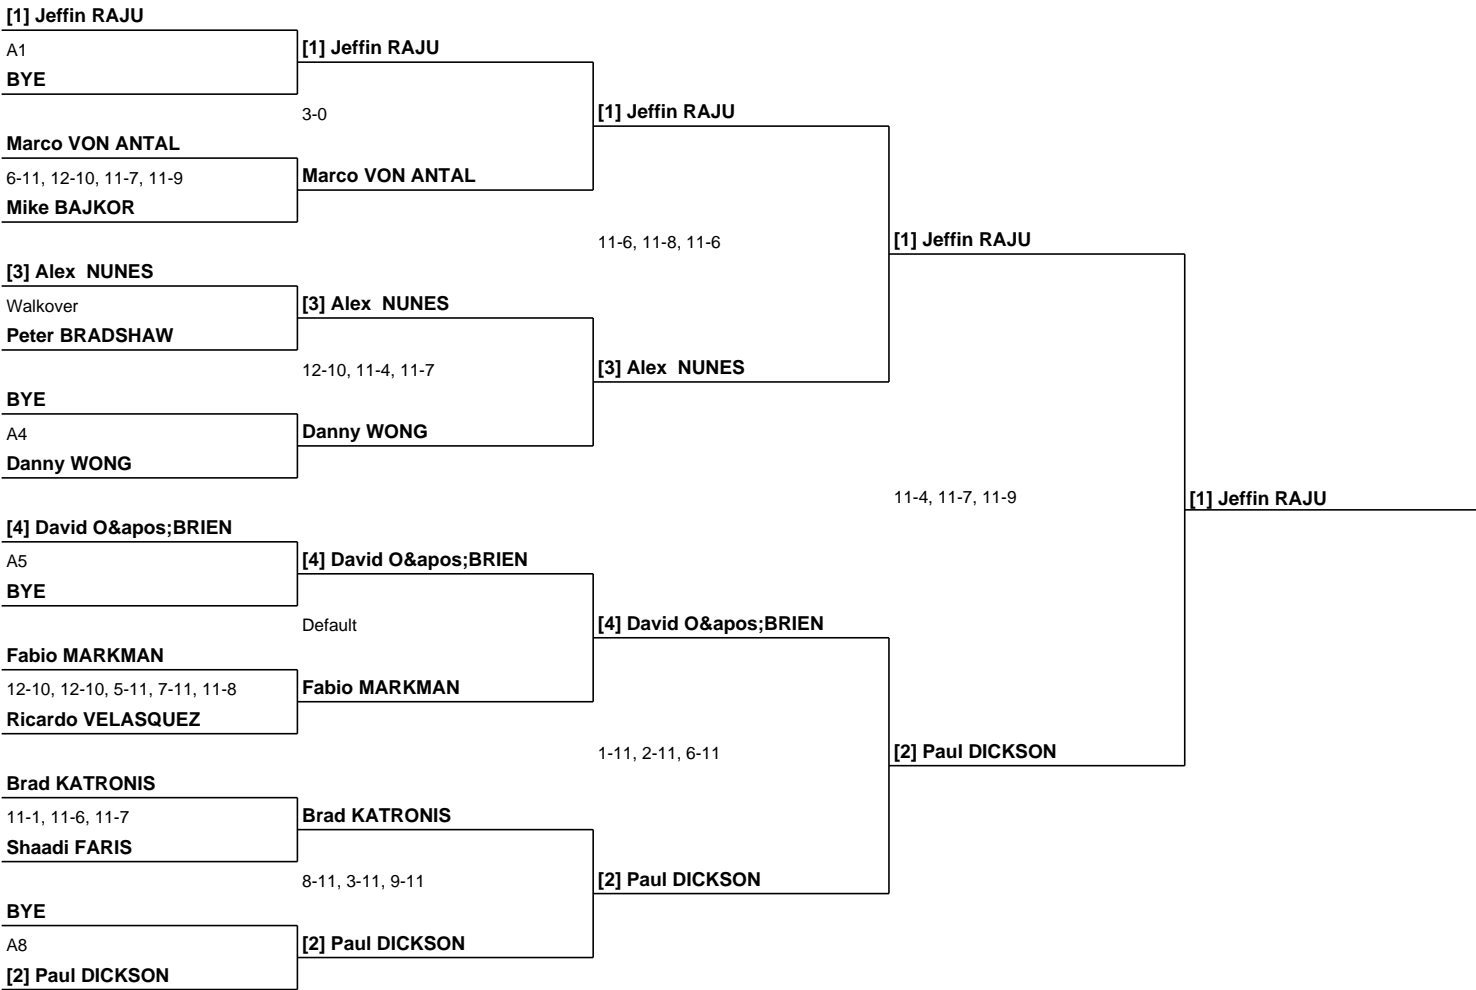 [1] Jeffin RAJU
A1
BYE
Marco VON ANTAL
6-11, 12-10, 11-7, 11-9
Mike BAJKOR
[3] Alex  NUNES
Walkover
Peter BRADSHAW
BYE
A4
Danny WONG
[4] David O&apos;BRIEN
A5
BYE
Fabio MARKMAN
12-10, 12-10, 5-11, 7-11, 11-8
Ricardo VELASQUEZ
Brad KATRONIS
11-1, 11-6, 11-7
Shaadi FARIS
BYE
A8
[2] Paul DICKSON
[1] Jeffin RAJU
3-0
Marco VON ANTAL
[3] Alex  NUNES
12-10, 11-4, 11-7
Danny WONG
[4] David O&apos;BRIEN
Default
Fabio MARKMAN
Brad KATRONIS
8-11, 3-11, 9-11
[2] Paul DICKSON
[1] Jeffin RAJU
11-6, 11-8, 11-6
[3] Alex  NUNES
[4] David O&apos;BRIEN
1-11, 2-11, 6-11
[2] Paul DICKSON
[1] Jeffin RAJU
11-4, 11-7, 11-9
[2] Paul DICKSON
[1] Jeffin RAJU